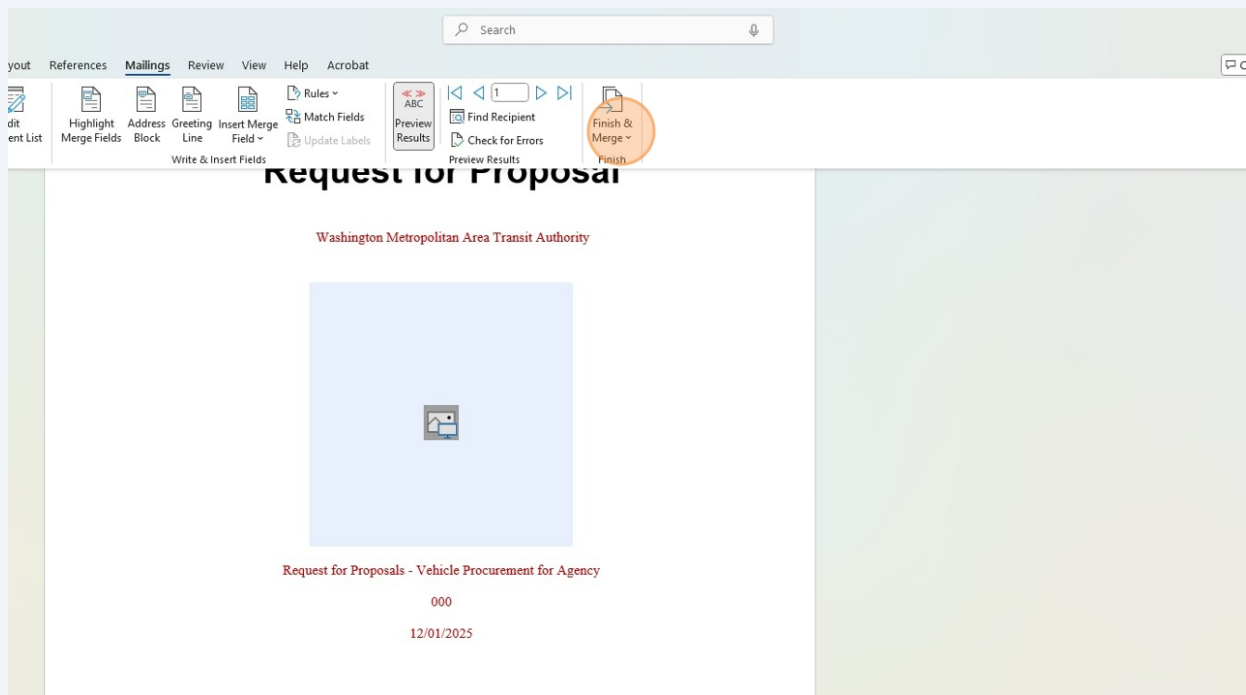 Search
yout References Mailings Review View Help Acrobat
dit
ent List
Highlight
Merge Fields
Address
Block
Greeting
Line
Insert Merge
Field
Rules
Match Fields
Update Labels
Write & Insert Fields
ABC
Preview
Results
1
Find Recipient
Check for Errors
Preview Results
Finish &
Merge
Finish
Request for Proposal
Washington Metropolitan Area Transit Authority
Request for Proposals - Vehicle Procurement for Agency
000
12/01/2025